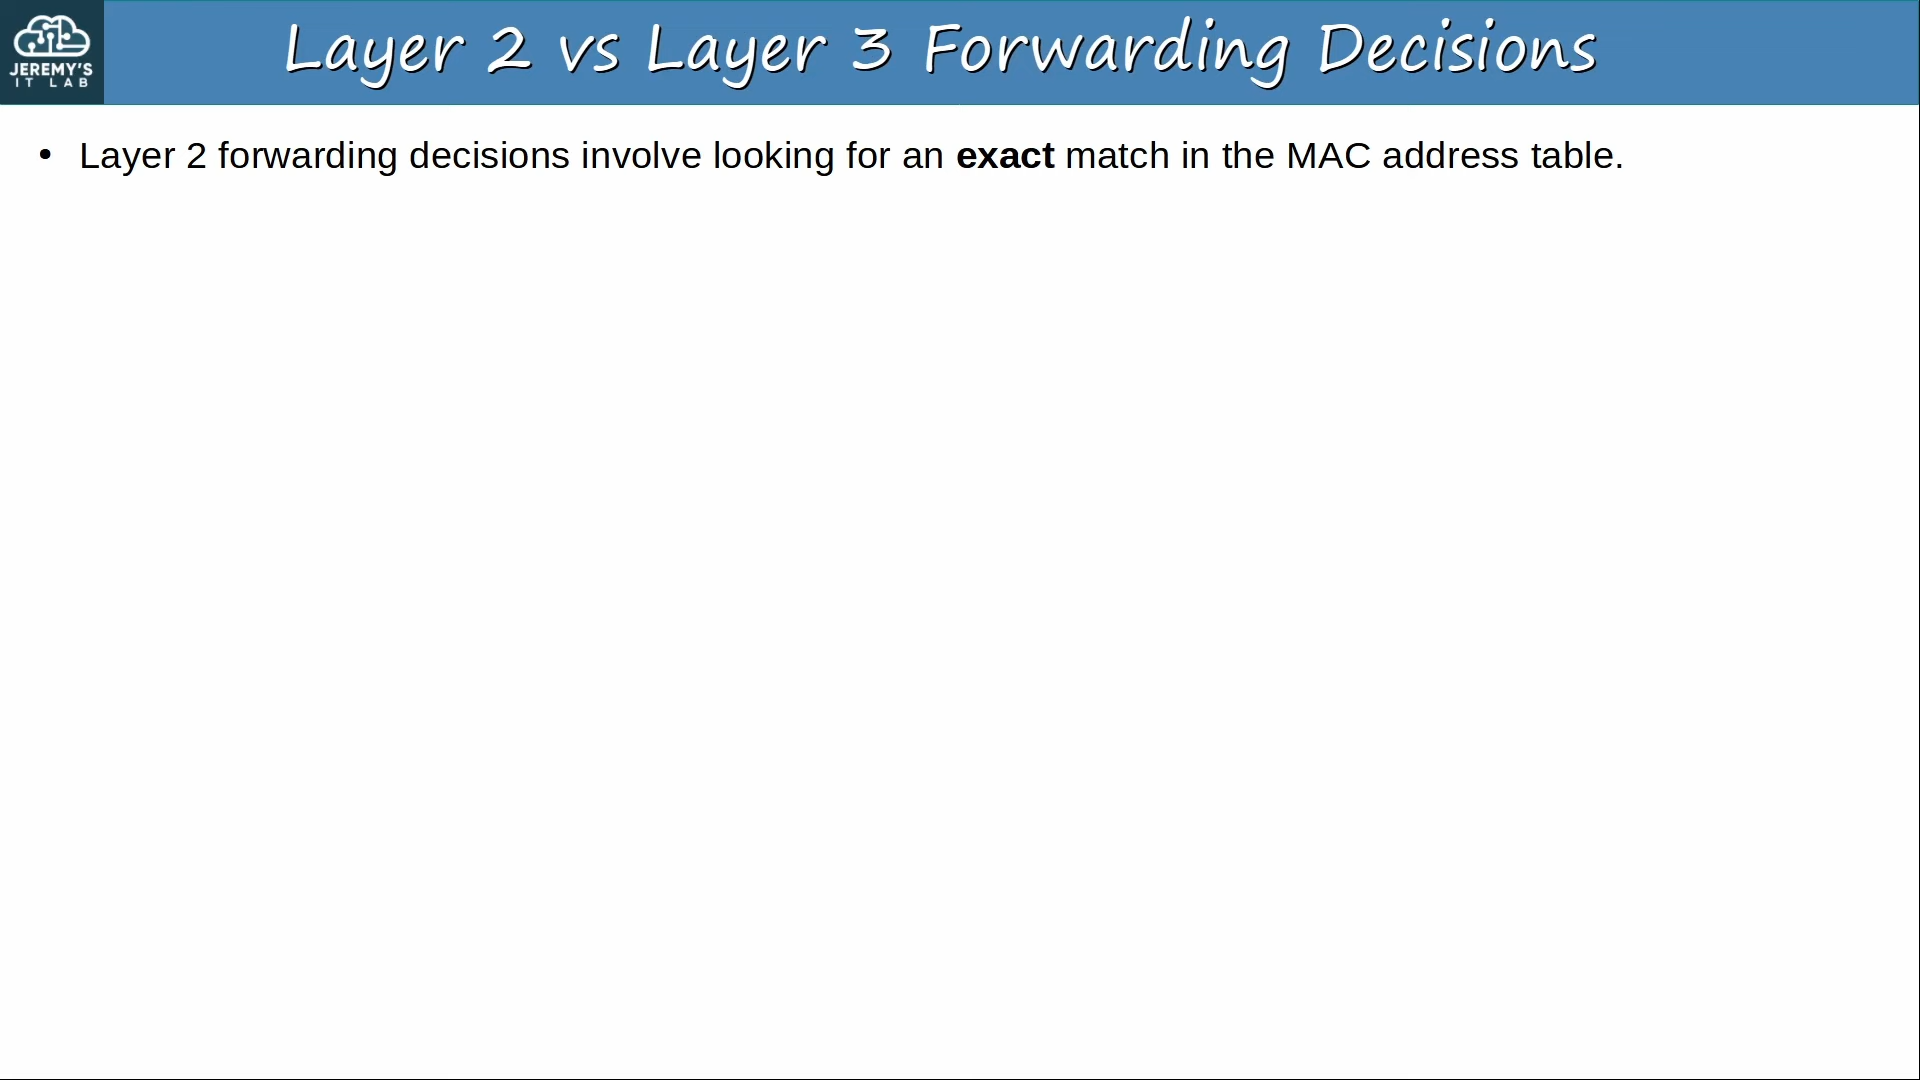 JEREMY'S
IT LAB
Layer 2 vs Layer 3 Forwarding Decisions
• Layer 2 forwarding decisions involve looking for an exact match in the MAC address table.